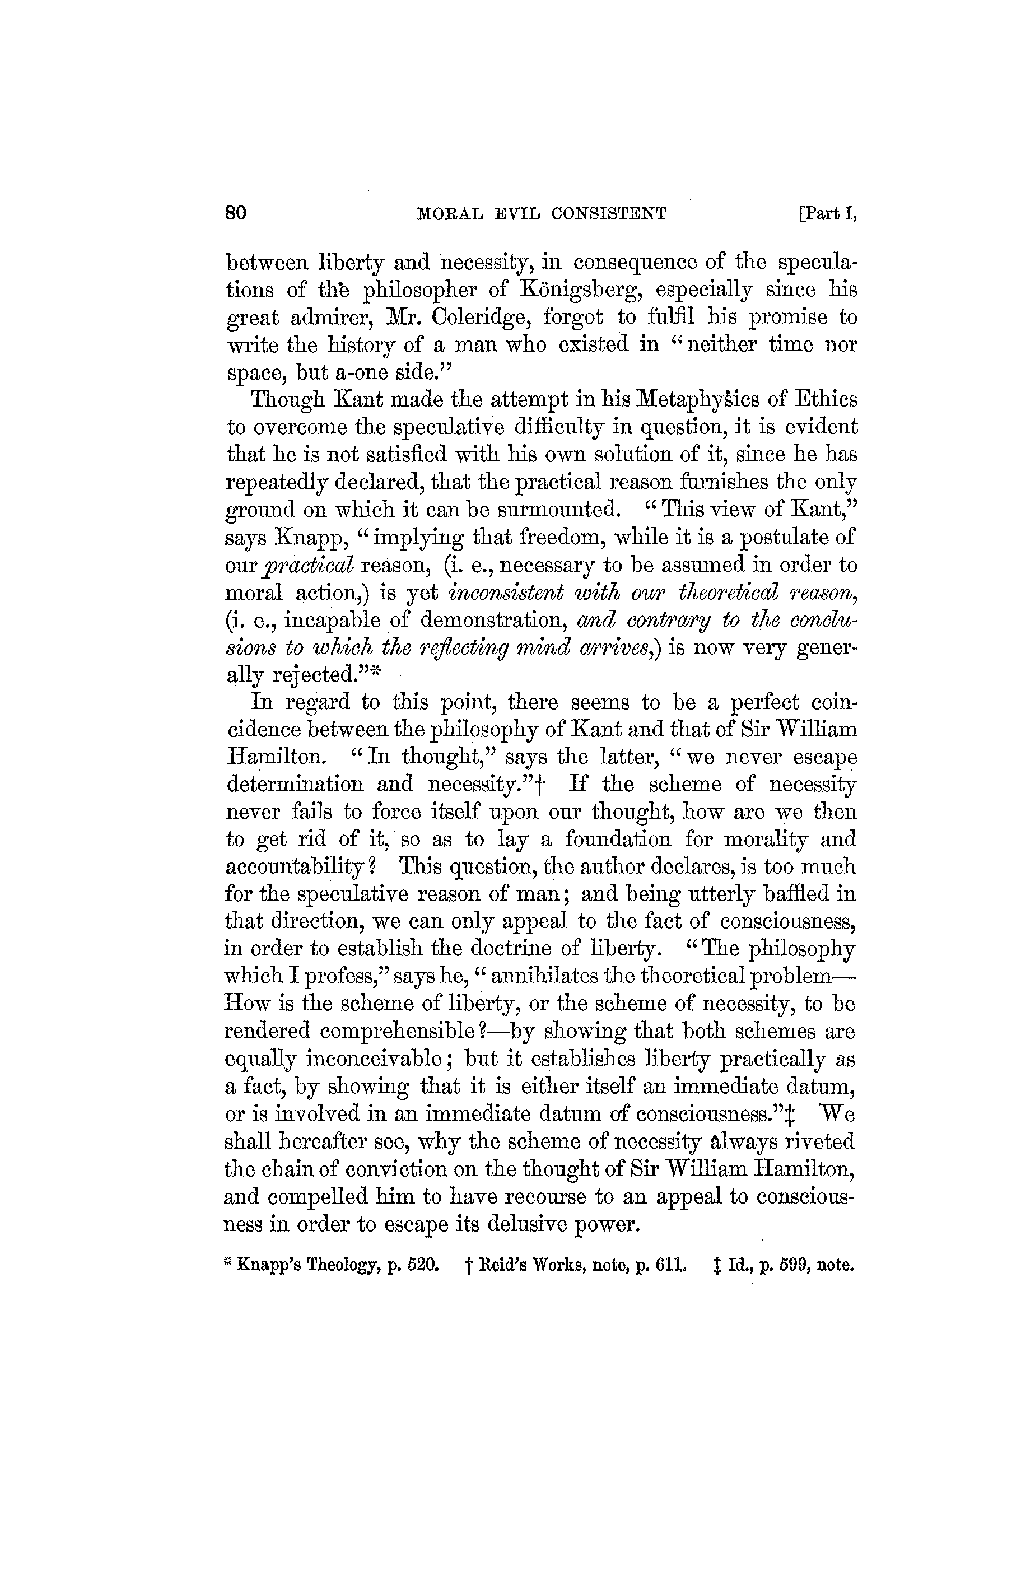 80 MORAL EVIL CONSISTENT [Part I,
between liberty and necessity, in consequence of the specula-
tions of the philosopher of Königsberg, especially since his
great admirer, Mr. Coleridge, forgot to fulfil his promise to
write the history of a man who existed in “neither time nor
space, but a-one side.”
Though Kant made the attempt in his Metaphysics of Ethics
to overcome the speculative difficulty in question, it is evident
that he is not satisfied with his own solution of it, since he has
repeatedly declared, that the practical reason furnishes the only
ground on which it can be surmounted. “This view of Kant,”
says Knapp, “implying that freedom, while it is a postulate of
our practical reason, (i. e., necessary to be assumed in order to
moral action,) is yet inconsistent with our theoretical reason,
(i. e., incapable of demonstration, and contrary to the conclu-
sions to which the reflecting mind arrives,) is now very gener-
ally rejected.”*
In regard to this point, there seems to be a perfect coin-
cidence between the philosophy of Kant and that of Sir William
Hamilton. “In thought,” says the latter, “we never escape
determination and necessity.”† If the scheme of necessity
never fails to force itself upon our thought, how are we then
to get rid of it, so as to lay a foundation for morality and
accountability? This question, the author declares, is too much
for the speculative reason of man; and being utterly baffled in
that direction, we can only appeal to the fact of consciousness,
in order to establish the doctrine of liberty. “The philosophy
which I profess,” says he, “annihilates the theoretical problem—
How is the scheme of liberty, or the scheme of necessity, to be
rendered comprehensible?—by showing that both schemes are
equally inconceivable; but it establishes liberty practically as
a fact, by showing that it is either itself an immediate datum,
or is involved in an immediate datum of consciousness.”‡ We
shall hereafter see, why the scheme of necessity always riveted
the chain of conviction on the thought of Sir William Hamilton,
and compelled him to have recourse to an appeal to conscious-
ness in order to escape its delusive power.
* Knapp's Theology, p. 520. † Reid's Works, note, p. 611. ‡ Id., p. 599, note.